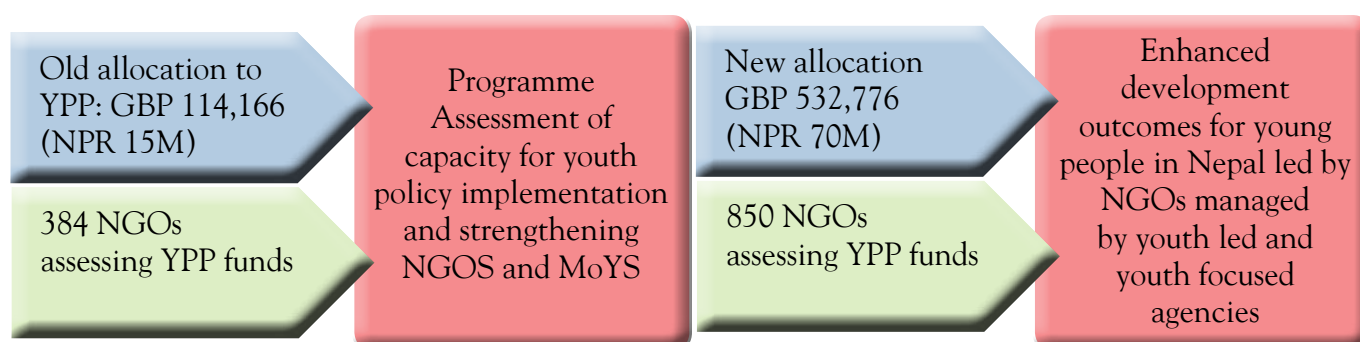 Old allocation to
YPP: GBP 114,166
(NPR 15M)
384 NGOs
assessing YPP funds
Programme
Assessment of
capacity for youth
policy implementation
and strengthening
NGOS and MoYS
New allocation
GBP 532,776
(NPR 70M)
850 NGOs
assessing YPP funds
Enhanced
development
outcomes for young
people in Nepal led by
NGOs managed
by youth led and
youth focused
agencies